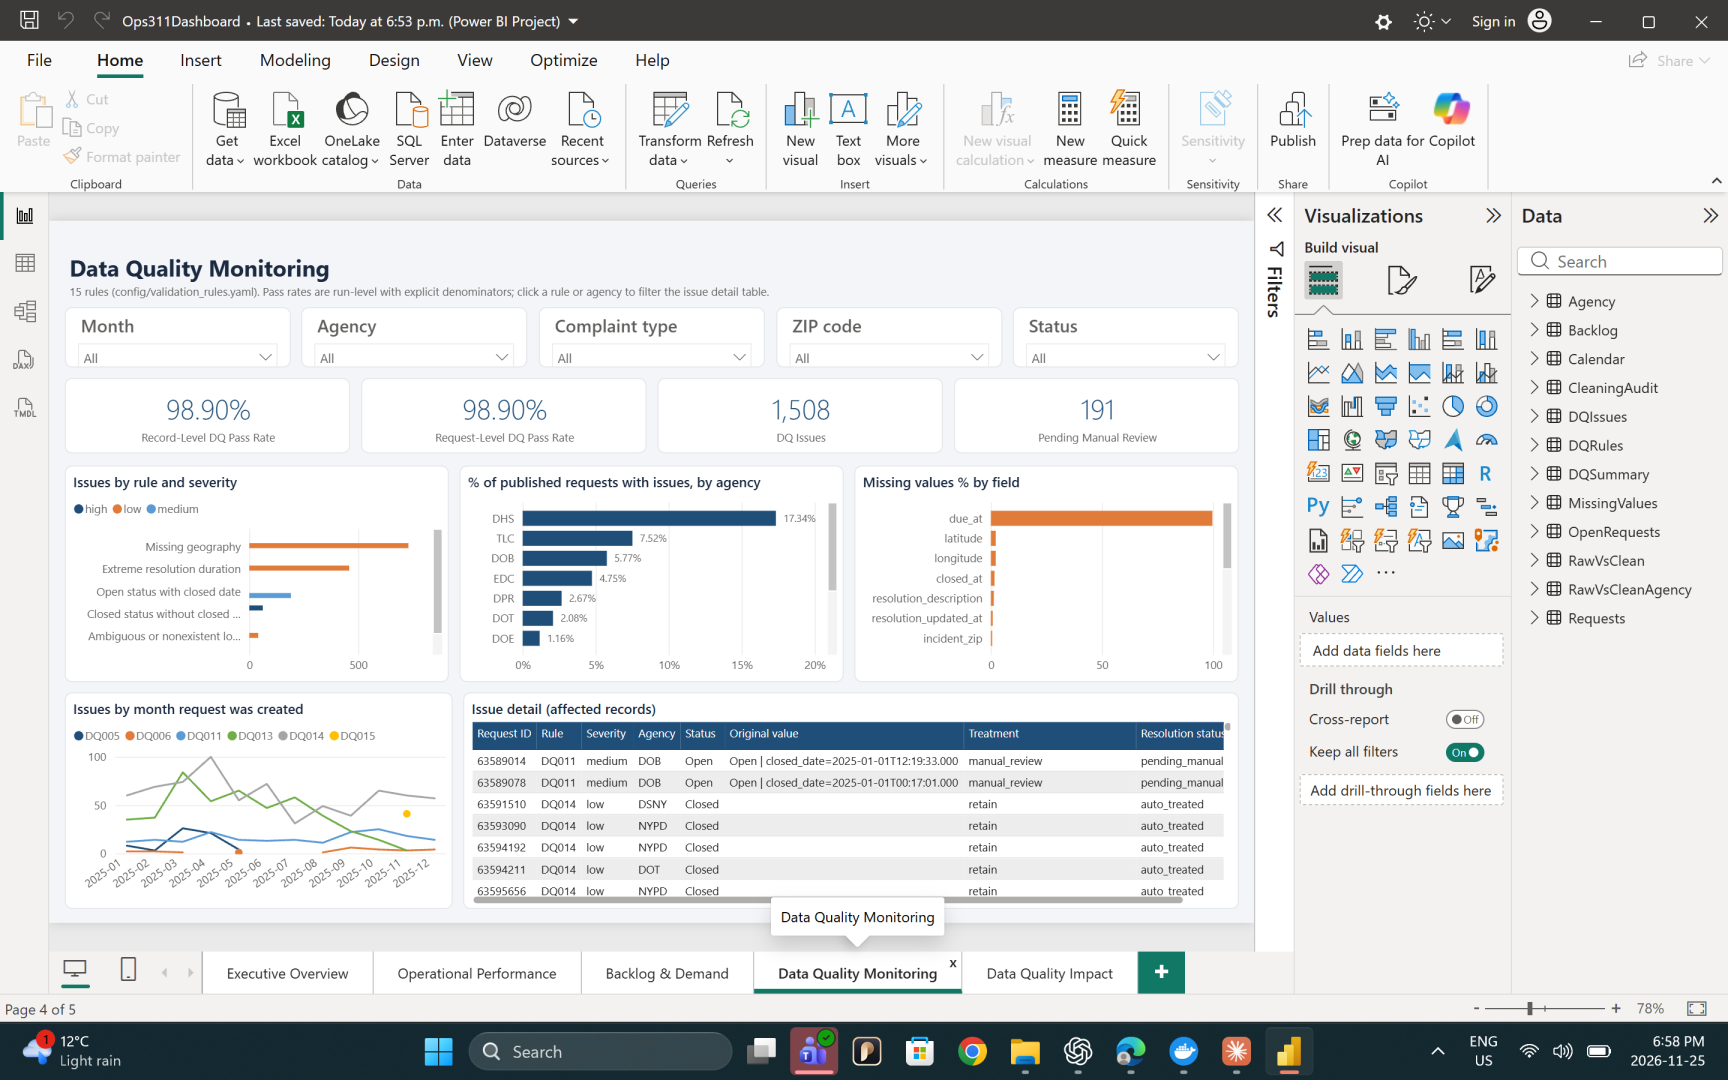 Ops311Dashboard • Last saved: Today at 6:53 p.m. (Power BI Project)
Sign in
File Home Insert Modeling Design View Optimize Help
Share
Paste
Cut
Copy
Format painter
Clipboard
Get data
Excel workbook
OneLake catalog
SQL Server
Enter data
Dataverse
Recent sources
Data
Transform data
Refresh
Queries
New visual
Text box
More visuals
Insert
New visual calculation
New measure
Quick measure
Calculations
Sensitivity
Sensitivity
Publish
Share
Prep data for AI
Copilot
Copilot
DAX
TMDL
Data Quality Monitoring
15 rules (config/validation_rules.yaml). Pass rates are run-level with explicit denominators; click a rule or agency to filter the issue detail table.
Month
All
Agency
All
Complaint type
All
ZIP code
All
Status
All
98.90%
Record-Level DQ Pass Rate
98.90%
Request-Level DQ Pass Rate
1,508
DQ Issues
191
Pending Manual Review
Issues by rule and severity
high low medium
Missing geography
Extreme resolution duration
Open status with closed date
Closed status without closed ...
Ambiguous or nonexistent lo...
0 500
% of published requests with issues, by agency
DHS 17.34%
TLC 7.52%
DOB 5.77%
EDC 4.75%
DPR 2.67%
DOT 2.08%
DOE 1.16%
0% 5% 10% 15% 20%
Missing values % by field
due_at
latitude
longitude
closed_at
resolution_description
resolution_updated_at
incident_zip
0 50 100
Issues by month request was created
DQ005 DQ006 DQ011 DQ013 DQ014 DQ015
100
50
0
2025-01 2025-02 2025-03 2025-04 2025-05 2025-06 2025-07 2025-08 2025-09 2025-10 2025-11 2025-12
Issue detail (affected records)
Request ID Rule Severity Agency Status Original value Treatment Resolution status
63589014 DQ011 medium DOB Open Open | closed_date=2025-01-01T12:19:33.000 manual_review pending_manual
63589078 DQ011 medium DOB Open Open | closed_date=2025-01-01T00:17:01.000 manual_review pending_manual
63591510 DQ014 low DSNY Closed retain auto_treated
63593090 DQ014 low NYPD Closed retain auto_treated
63594192 DQ014 low NYPD Closed retain auto_treated
63594211 DQ014 low DOT Closed retain auto_treated
63595656 DQ014 low NYPD Closed retain auto_treated
Data Quality Monitoring
Filters
Visualizations
Build visual
123
R
Py
...
Values
Add data fields here
Drill through
Cross-report Off
Keep all filters On
Add drill-through fields here
Data
Search
Agency
Backlog
Calendar
CleaningAudit
DQIssues
DQRules
DQSummary
MissingValues
OpenRequests
RawVsClean
RawVsCleanAgency
Requests
Executive Overview
Operational Performance
Backlog & Demand
Data Quality Monitoring x
Data Quality Impact
+
Page 4 of 5
- + 78%
1
12°C
Light rain
Search
ENG
US
6:58 PM
2026-11-25